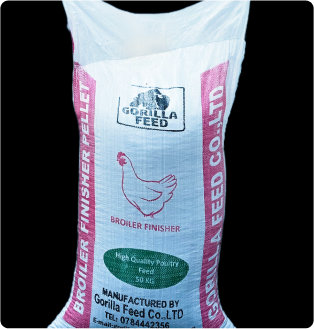 GORILLA
FEED
BROILER FINISHER PELLET
GORILLA FEED CO.,LTD.
BROILER FINISHER
High Quality Poultry
Feed
50 KG
MANUFACTURED BY
Gorilla Feed Co.,LTD
TEL: 0784442356